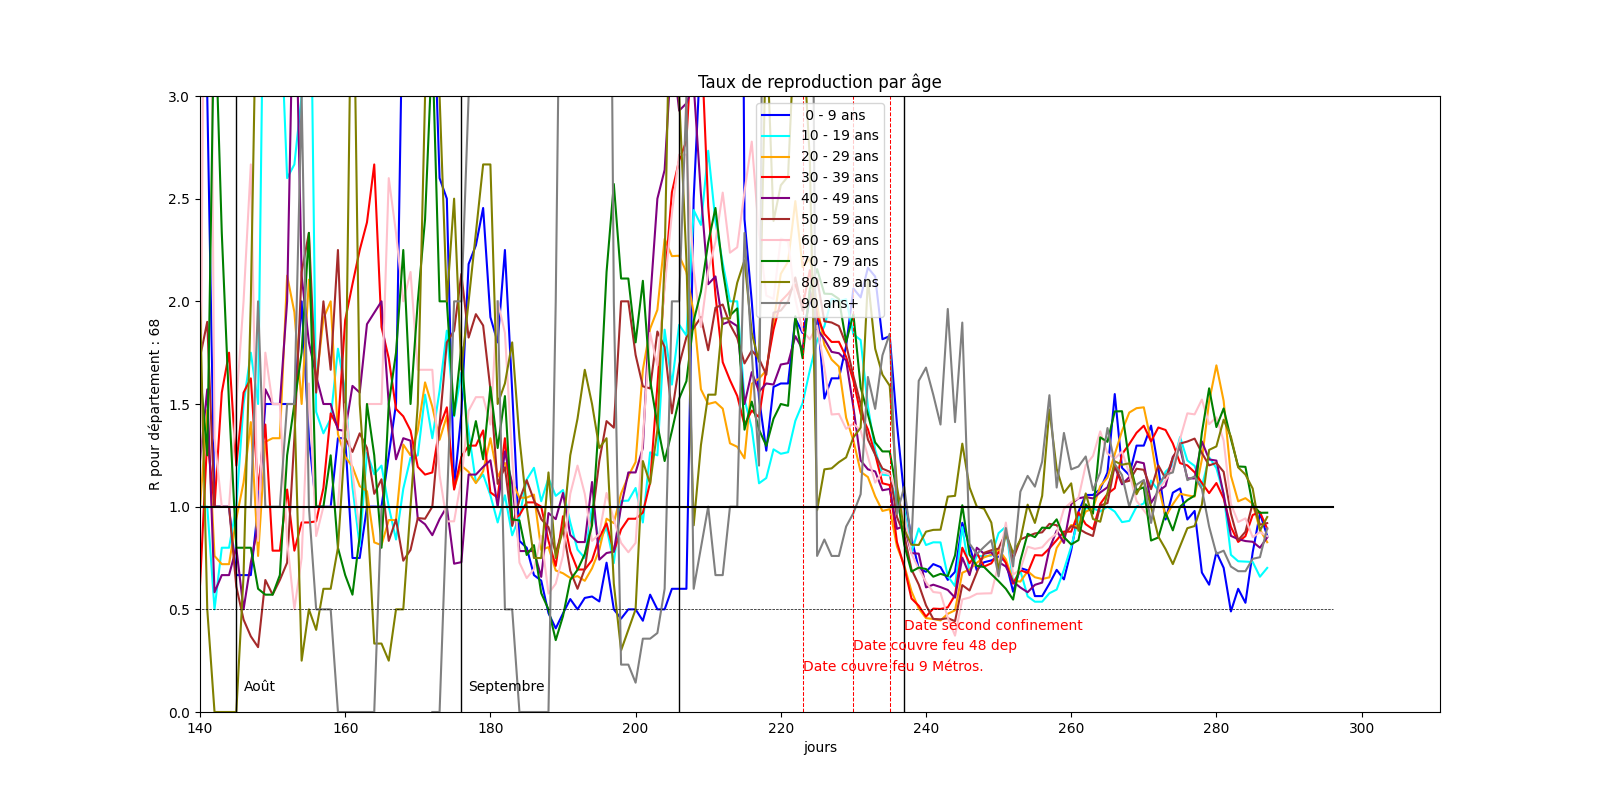 Taux de reproduction par âge
R pour département : 68
3.0
2.5
2.0
1.5
1.0
0.5
0.0
0 - 9 ans
10 - 19 ans
20 - 29 ans
30 - 39 ans
40 - 49 ans
50 - 59 ans
60 - 69 ans
70 - 79 ans
80 - 89 ans
90 ans+
Date second confinement
Date couvre feu 48 dep
Date couvre feu 9 Métros.
Août
Septembre
140 160 180 200 220 240 260 280 300
jours